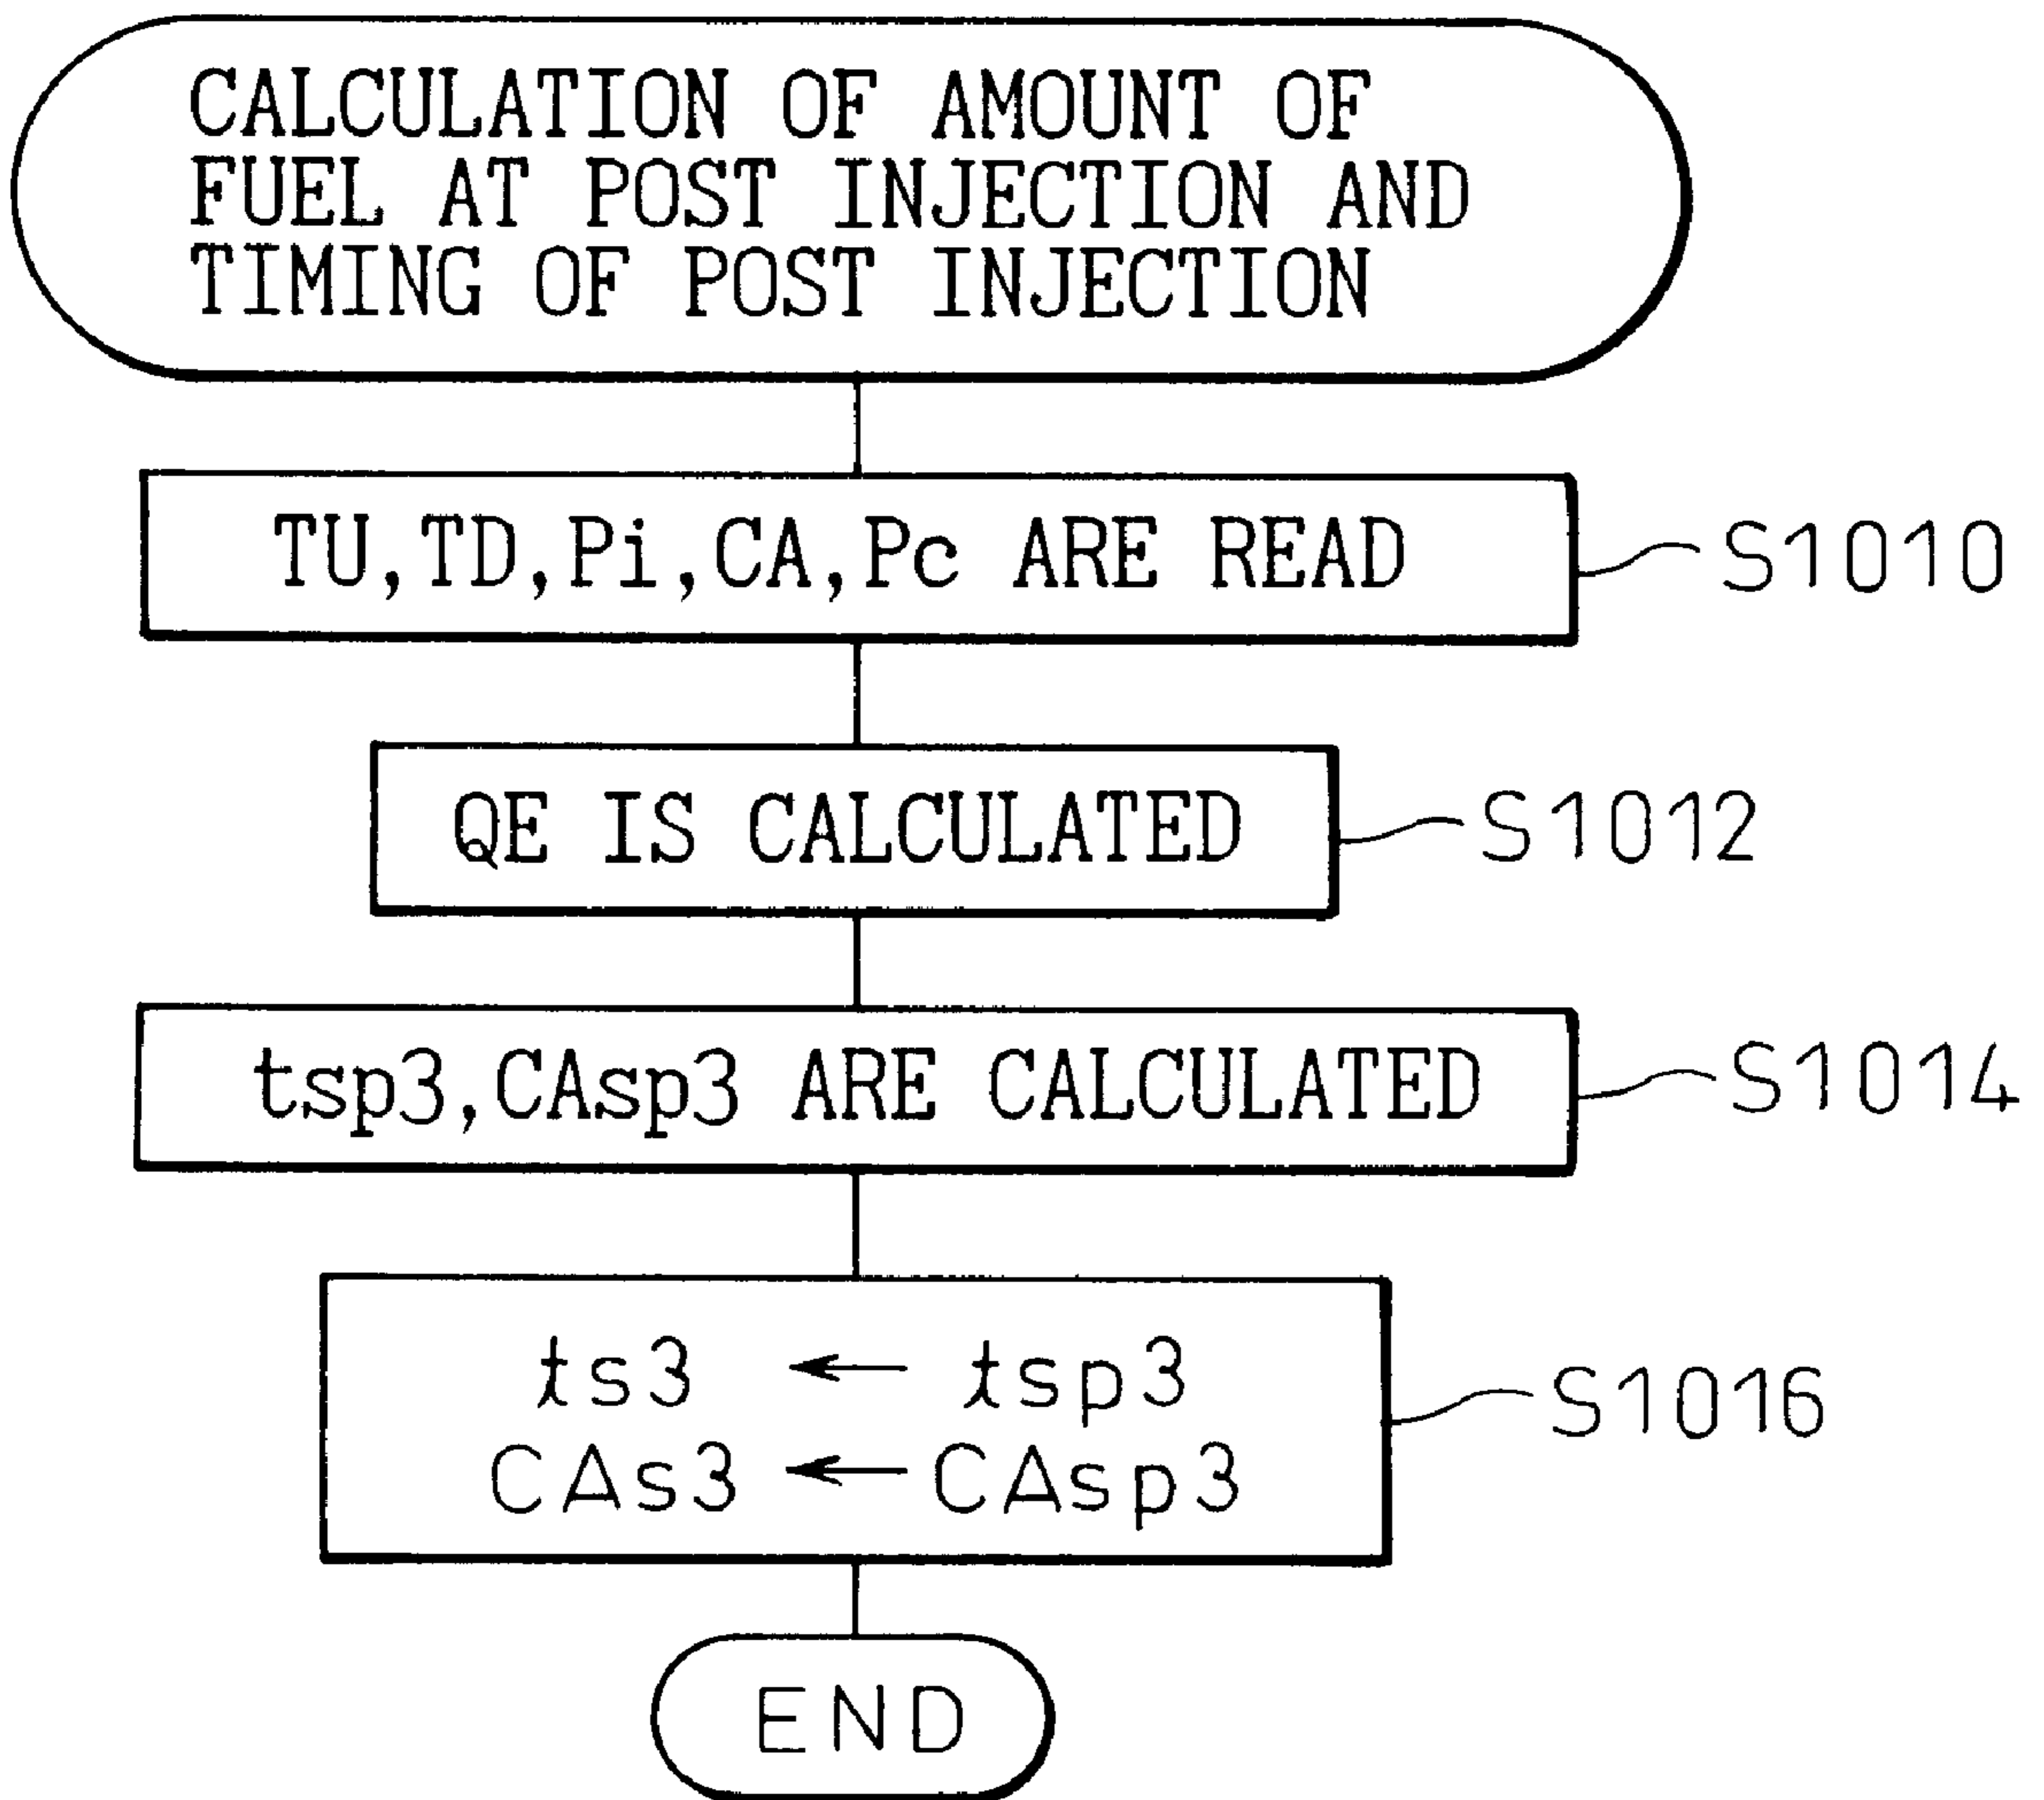 CALCULATION OF AMOUNT OF
FUEL AT POST INJECTION AND
TIMING OF POST INJECTION
TU,TD,Pi,CA,Pc ARE READ
S1010
QE IS CALCULATED
S1012
tsp3,CAsp3 ARE CALCULATED
S1014
ts3 ← tsp3
CAs3 ← CAsp3
S1016
END